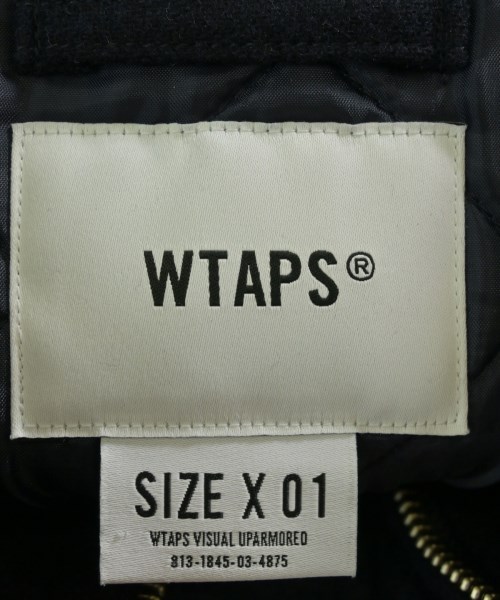 WTAPS®
SIZE X 01
WTAPS VISUAL UPARMORED
813-1845-03-4875